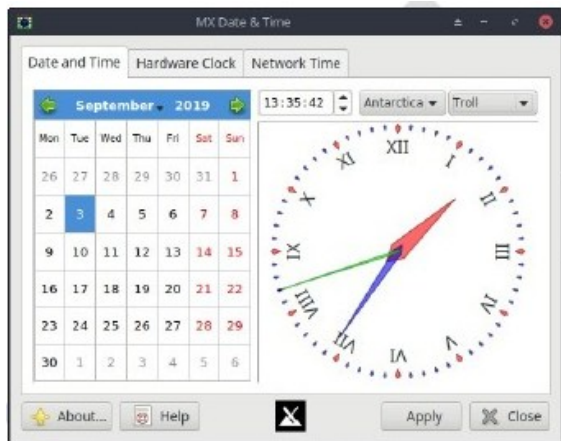 MX Date & Time
Date and Time Hardware Clock Network Time
September 2019 13:35:42 Antarctica Troll
Mon Tue Wed Thu Fri Sat Sun
26 27 28 29 30 31 1
2 3 4 5 6 7 8
9 10 11 12 13 14 15
16 17 18 19 20 21 22
23 24 25 26 27 28 29
30 1 2 3 4 5 6
XII
I
II
III
IV
V
VI
VII
VIII
IX
X
XI
About... Help Apply Close